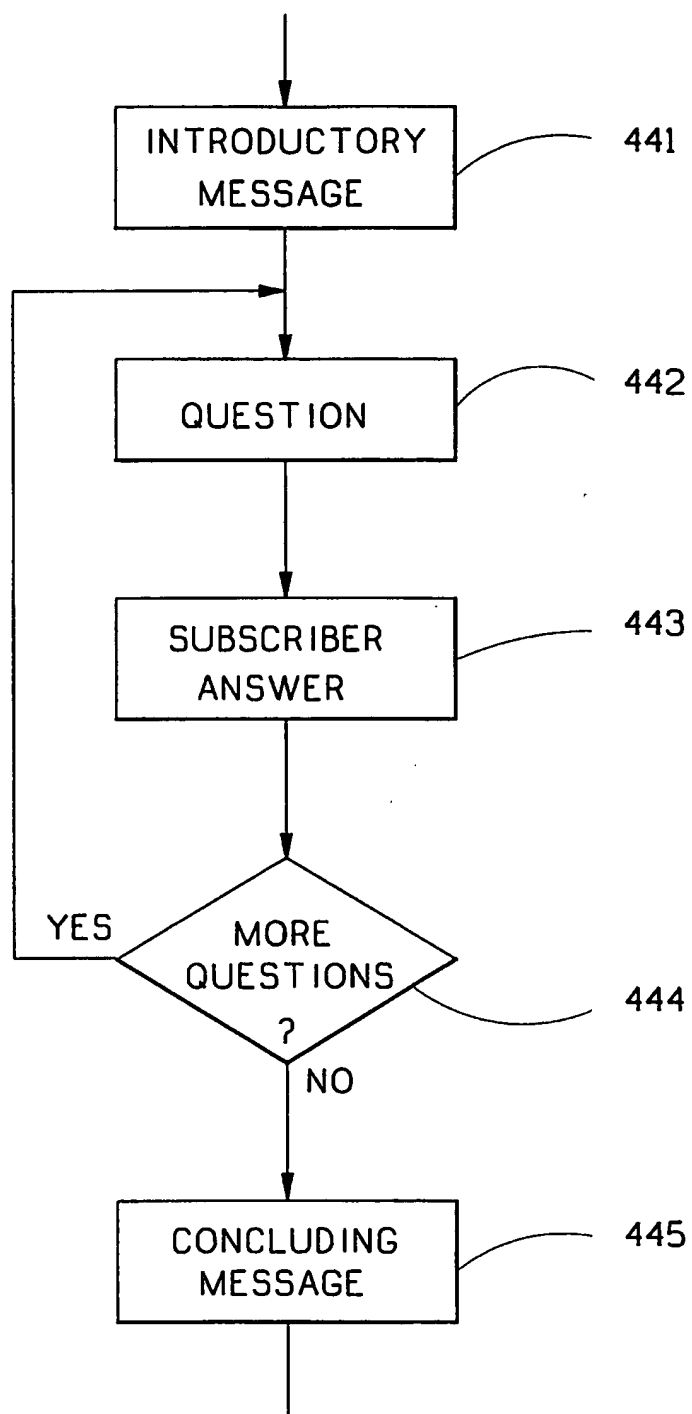 INTRODUCTORY
MESSAGE
441
QUESTION
442
SUBSCRIBER
ANSWER
443
YES
MORE
QUESTIONS
?
444
NO
CONCLUDING
MESSAGE
445